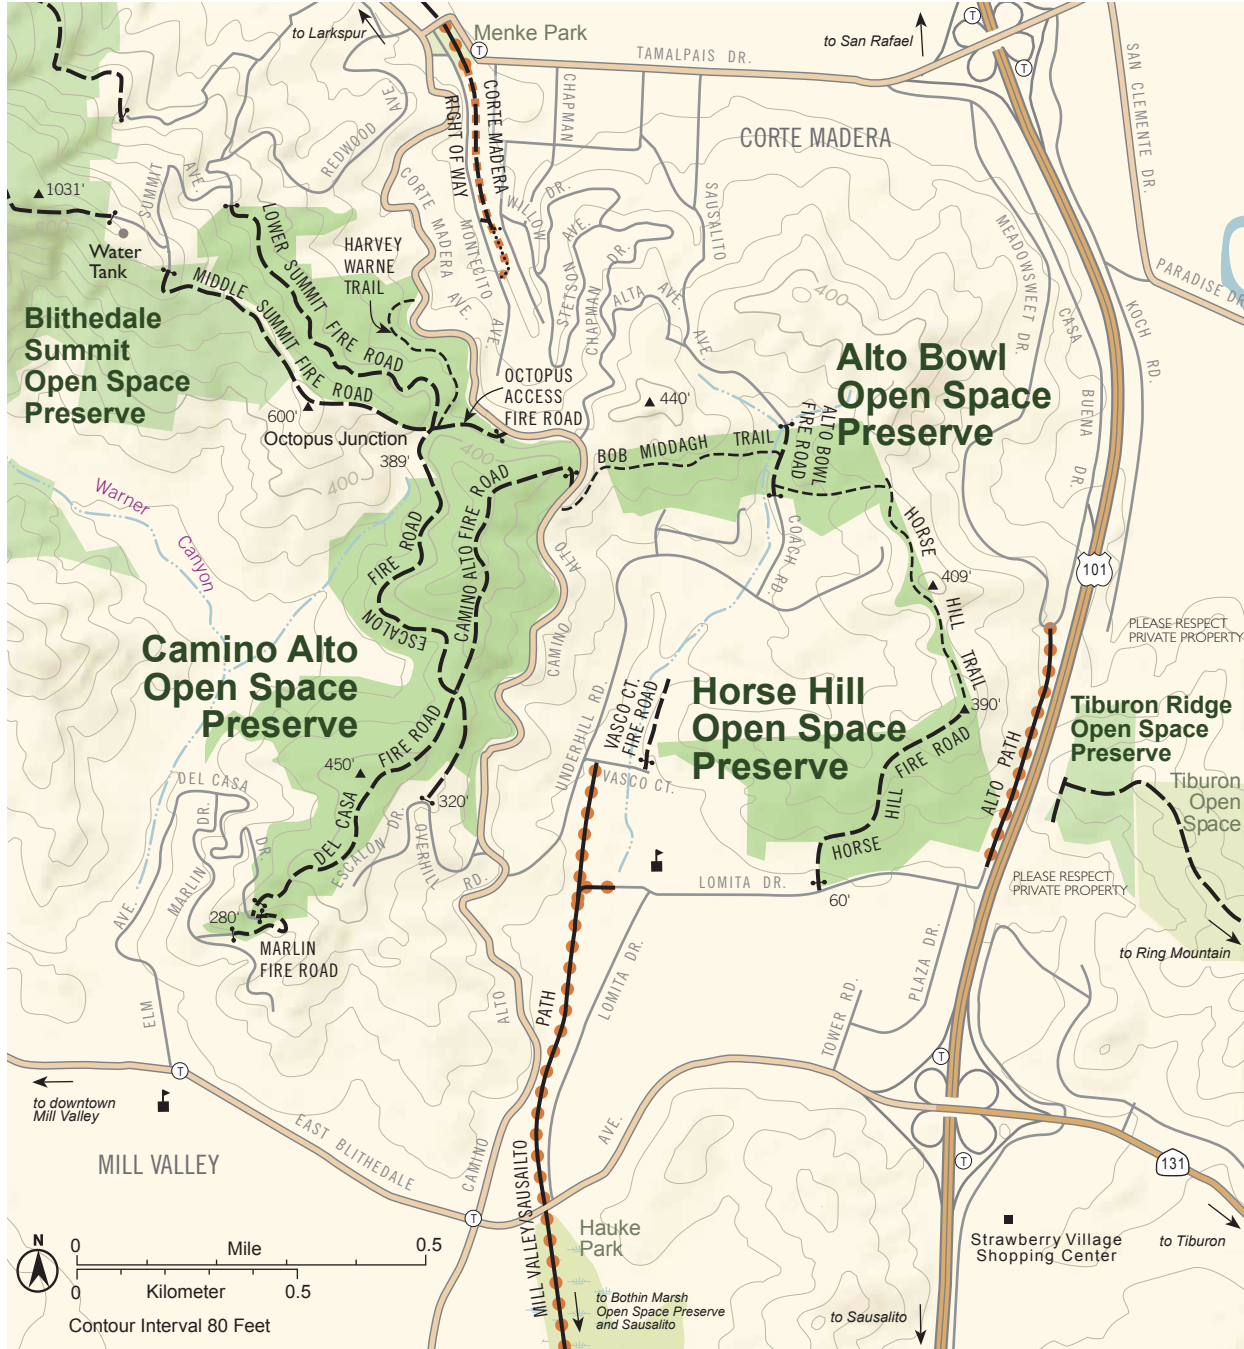 to Larkspur
Menke Park
to San Rafael
T
T
T
TAMALPAIS DR.
SAN CLEMENTE DR.
CORTE MADERA
REDWOOD
AVE.
CHAPMAN
CORTE MADERA
RIGHT OF WAY
1031'
SUMMIT
AVE.
Water
Tank
LOWER SUMMIT FIRE ROAD
MIDDLE SUMMIT FIRE ROAD
HARVEY
WARNE
TRAIL
CORTE MADERA AVE.
MONTECITO
AVE.
WILLOW
DR.
STETSON
AVE.
CHAPMAN
DR.
ALTA
AVE.
SAUSALITO
AVE.
400
MEADOWSWEET DR.
CASA
BUENA
DR.
KOCH RD.
PARADISE DR.
Blithedale
Summit
Open Space
Preserve
600'
Octopus Junction
389'
400
400
OCTOPUS
ACCESS
FIRE ROAD
440'
Alto Bowl
Open Space
Preserve
BOB MIDDAGH TRAIL
ALTO BOWL
FIRE ROAD
Warner
Canyon
ESCALON
FIRE ROAD
CAMINO ALTO FIRE ROAD
HORSE HILL TRAIL
409'
COACH RD.
101
CAMINO
ALTO
Camino Alto
Open Space
Preserve
PLEASE RESPECT
PRIVATE PROPERTY
UNDERHILL RD.
VASCO CT.
FIRE ROAD
VASCO CT.
Horse Hill
Open Space
Preserve
390'
Tiburon Ridge
Open Space
Preserve
Tiburon
Open
Space
ALTO PATH
HORSE HILL FIRE ROAD
450'
DEL CASA
DR.
DEL CASA FIRE ROAD
320'
ESCALON DR.
OVERHILL
RD.
MARLIN
DR.
280'
MARLIN
FIRE ROAD
AVE.
ELM
LOMITA DR.
60'
PLEASE RESPECT
PRIVATE PROPERTY
PLEASE RESPECT
PRIVATE PROPERTY
to Ring Mountain
LOMITA DR.
PLAZA DR.
TOWER RD.
ALTO
CAMINO
MILL VALLEY/SAUSAILTO
PATH
T
T
T
T
to downtown
Mill Valley
EAST BLITHEDALE
AVE.
MILL VALLEY
131
Strawberry Village
Shopping Center
to Tiburon
Hauke
Park
to Bothin Marsh
Open Space Preserve
and Sausalito
to Sausalito
N
0
Mile
0.5
0
Kilometer
0.5
Contour Interval 80 Feet